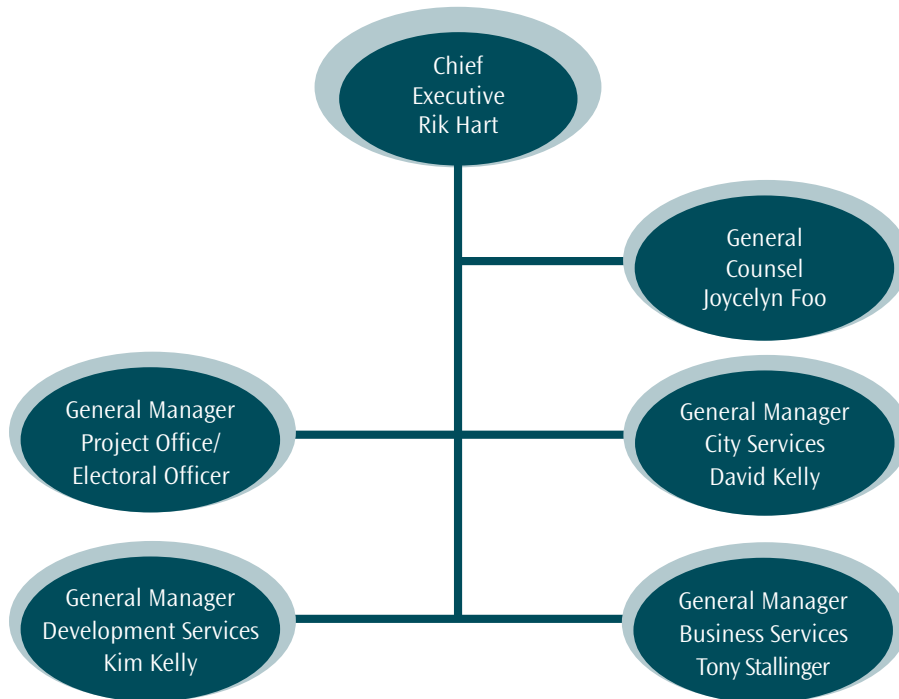 Chief
Executive
Rik Hart
General
Counsel
Joycelyn Foo
General Manager
Project Office/
Electoral Officer
General Manager
City Services
David Kelly
General Manager
Development Services
Kim Kelly
General Manager
Business Services
Tony Stallinger